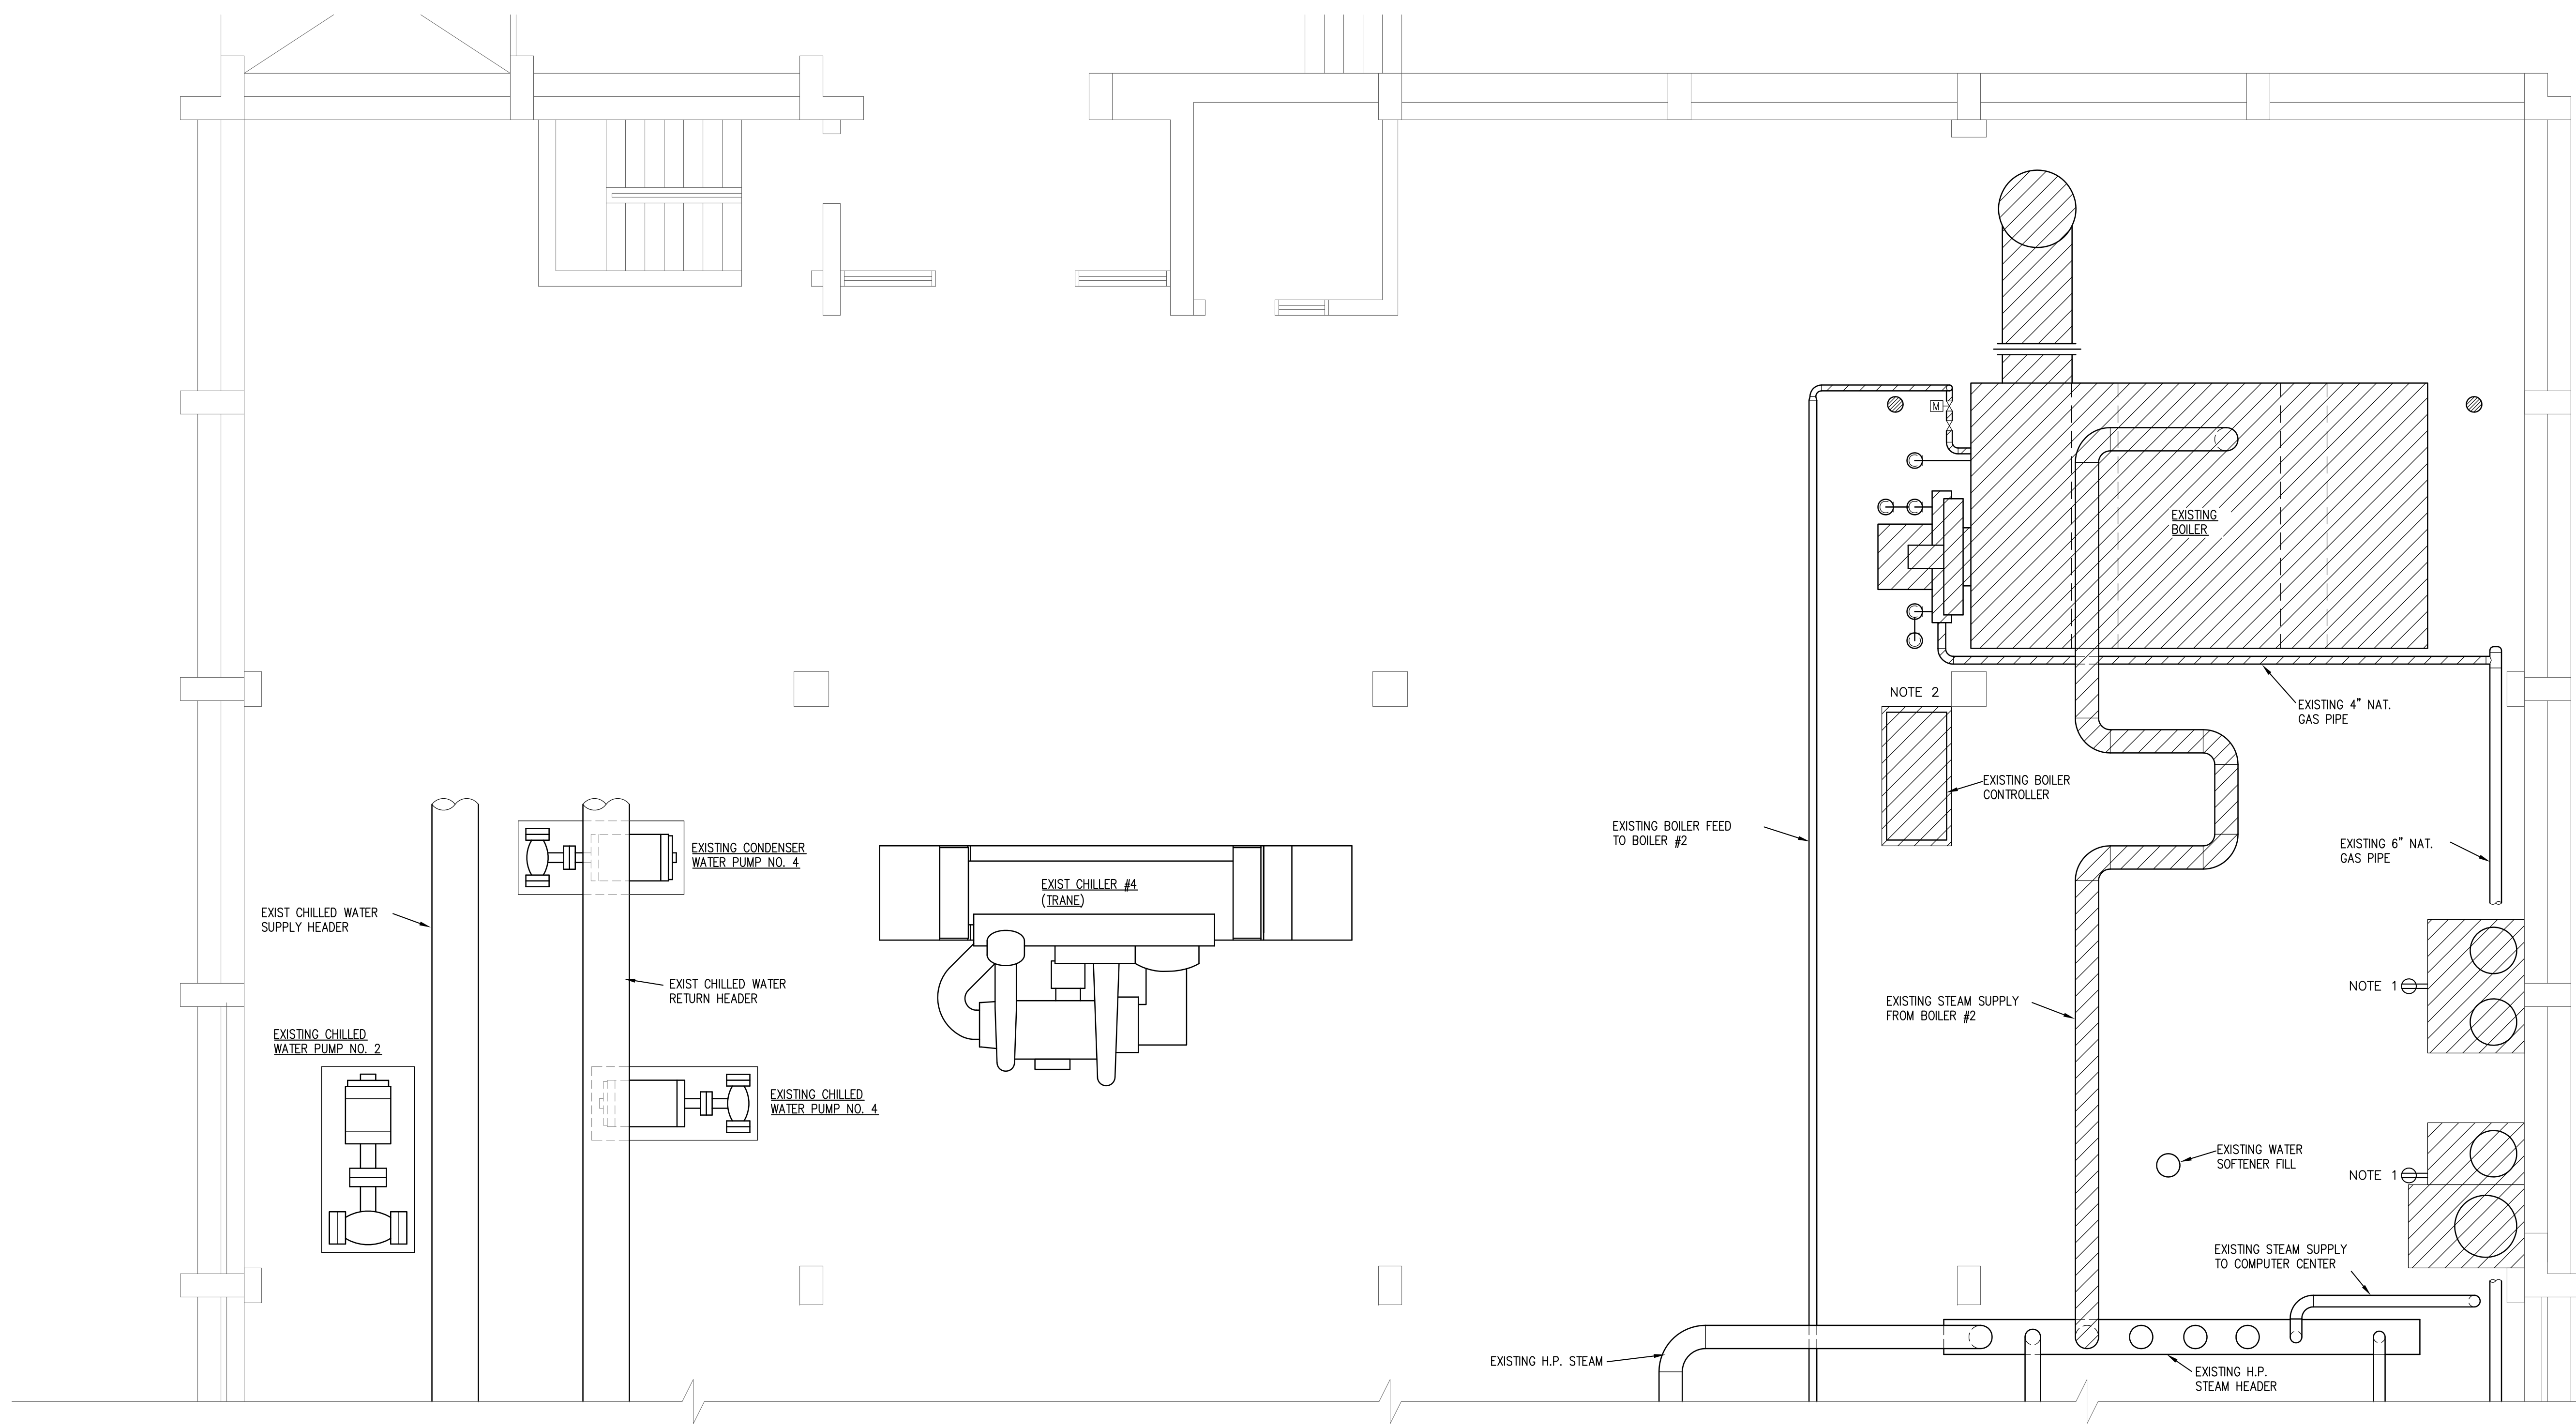 M
EXISTING
BOILER
NOTE 2
EXISTING 4" NAT.
GAS PIPE
EXISTING BOILER
CONTROLLER
EXISTING BOILER FEED
TO BOILER #2
EXISTING 6" NAT.
GAS PIPE
EXISTING CONDENSER
WATER PUMP NO. 4
EXIST CHILLER #4
(TRANE)
EXIST CHILLED WATER
SUPPLY HEADER
EXIST CHILLED WATER
RETURN HEADER
NOTE 1
EXISTING STEAM SUPPLY
FROM BOILER #2
EXISTING CHILLED
WATER PUMP NO. 2
EXISTING CHILLED
WATER PUMP NO. 4
EXISTING WATER
SOFTENER FILL
NOTE 1
EXISTING STEAM SUPPLY
TO COMPUTER CENTER
EXISTING H.P. STEAM
EXISTING H.P.
STEAM HEADER